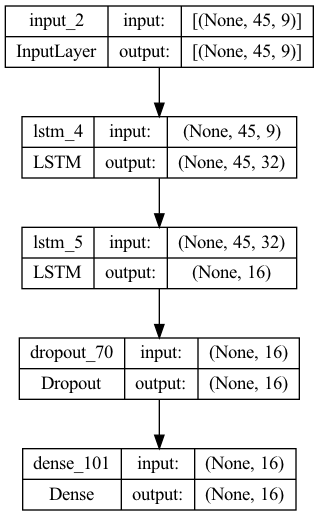 input_2 input: [(None, 45, 9)]
InputLayer output: [(None, 45, 9)]
lstm_4 input: (None, 45, 9)
LSTM output: (None, 45, 32)
lstm_5 input: (None, 45, 32)
LSTM output: (None, 16)
dropout_70 input: (None, 16)
Dropout output: (None, 16)
dense_101 input: (None, 16)
Dense output: (None, 16)